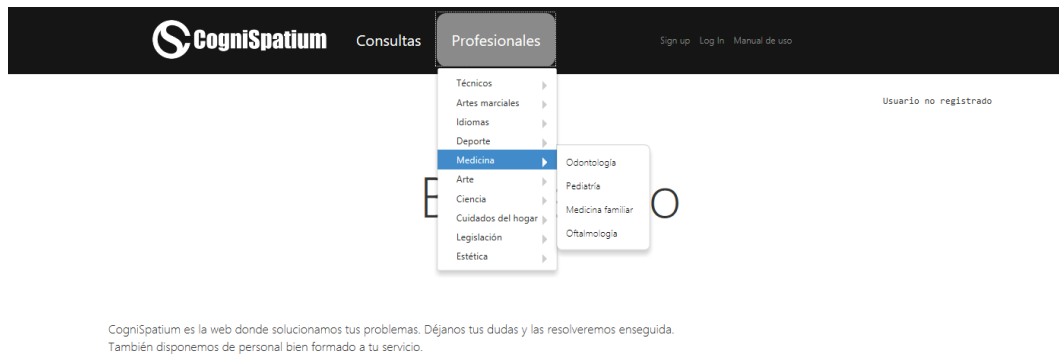 CogniSpatium
Consultas
Profesionales
Sign up Log In Manual de uso
Usuario no registrado
Técnicos
Artes marciales
Idiomas
Deporte
Medicina
Arte
Ciencia
Cuidados del hogar
Legislación
Estética
Odontología
Pediatría
Medicina familiar
Oftalmología
CogniSpatium es la web donde solucionamos tus problemas. Déjanos tus dudas y las resolveremos enseguida.
También disponemos de personal bien formado a tu servicio.